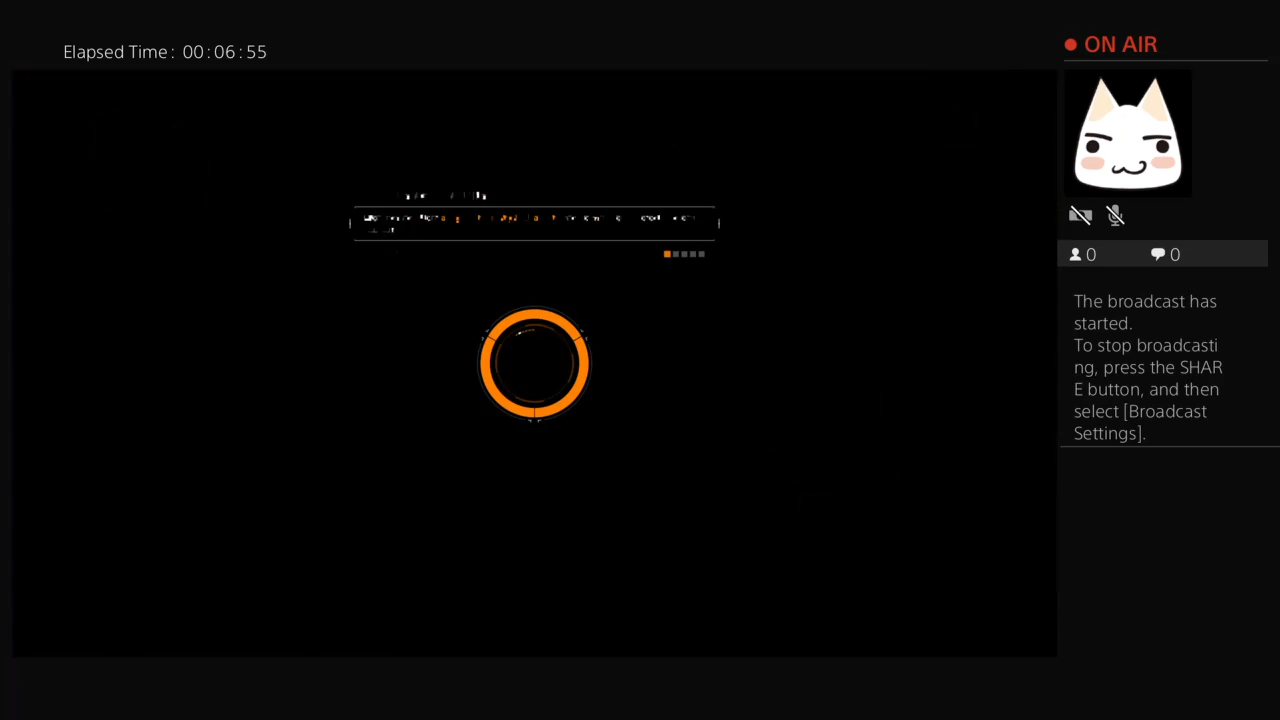 Elapsed Time: 00:06:55
ON AIR
0
0
The broadcast has
started.
To stop broadcasti
ng, press the SHAR
E button, and then
select [Broadcast
Settings].